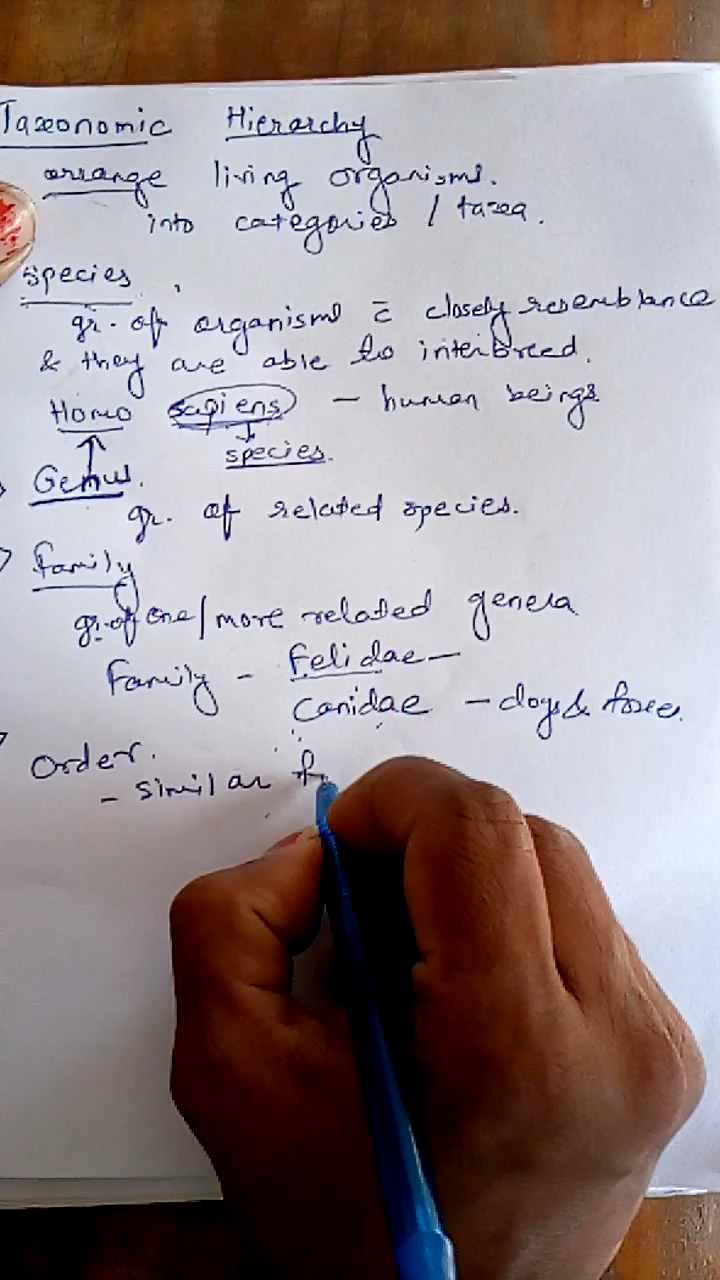 Taxonomic Hierarchy
arrange living organisms.
into categories / taxa.
Species
gr. of organisms c̄ closely resemblance
& they are able to interbreed.
Homo sapiens - human beings
species.
Genus.
gr. of related species.
Family
gr. of one/more related genera
Family - Felidae -
Canidae - dogs & foxes.
Order.
- similar f